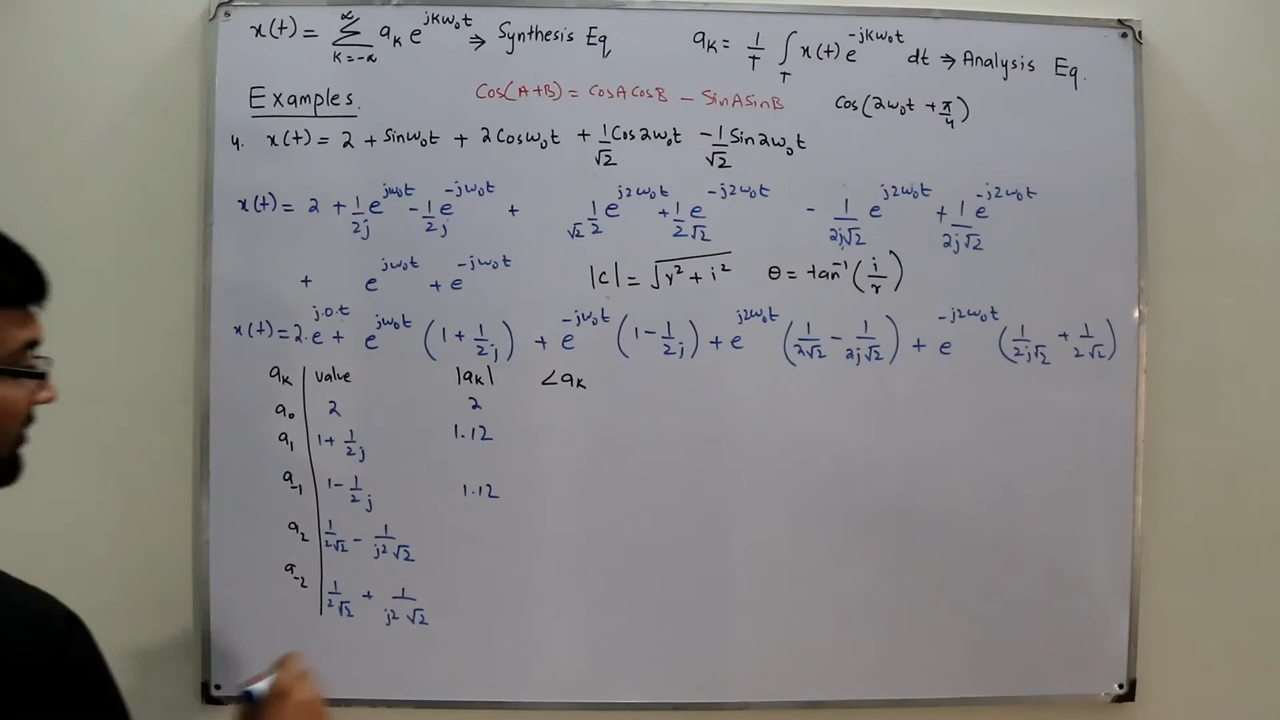 x(t) = ∑_{K=-∞}^{∞} a_K e^{jKω₀t} ⇒ Synthesis Eq    a_K = 1/T ∫_T x(t) e^{-jKω₀t} dt ⇒ Analysis Eq.
Examples.    Cos(A+B) = CosA CosB - SinA SinB    Cos(2ω₀t + π/4)
4. x(t) = 2 + Sinω₀t + 2Cosω₀t + 1/√2 Cos2ω₀t - 1/√2 Sin2ω₀t
x(t) = 2 + 1/2j e^{jω₀t} - 1/2j e^{-jω₀t} + 1/√2 1/2 e^{j2ω₀t} + 1/2√2 e^{-j2ω₀t} - 1/2j√2 e^{j2ω₀t} + 1/2j√2 e^{-j2ω₀t}
+ e^{jω₀t} + e^{-jω₀t}    |C| = √(r² + i²)    θ = tan⁻¹(i/r)
x(t) = 2.e^{j.0.t} + e^{jω₀t} (1 + 1/2j) + e^{-jω₀t} (1 - 1/2j) + e^{j2ω₀t} (1/2√2 - 1/2j√2) + e^{-j2ω₀t} (1/2j√2 + 1/2√2)
a_K | value    |a_K|    ∠a_K
a₀ | 2    2
a₁ | 1 + 1/2j    1.12
a₋₁ | 1 - 1/2j    1.12
a₂ | 1/2√2 - 1/j2√2
a₋₂ | 1/2√2 + 1/j2√2